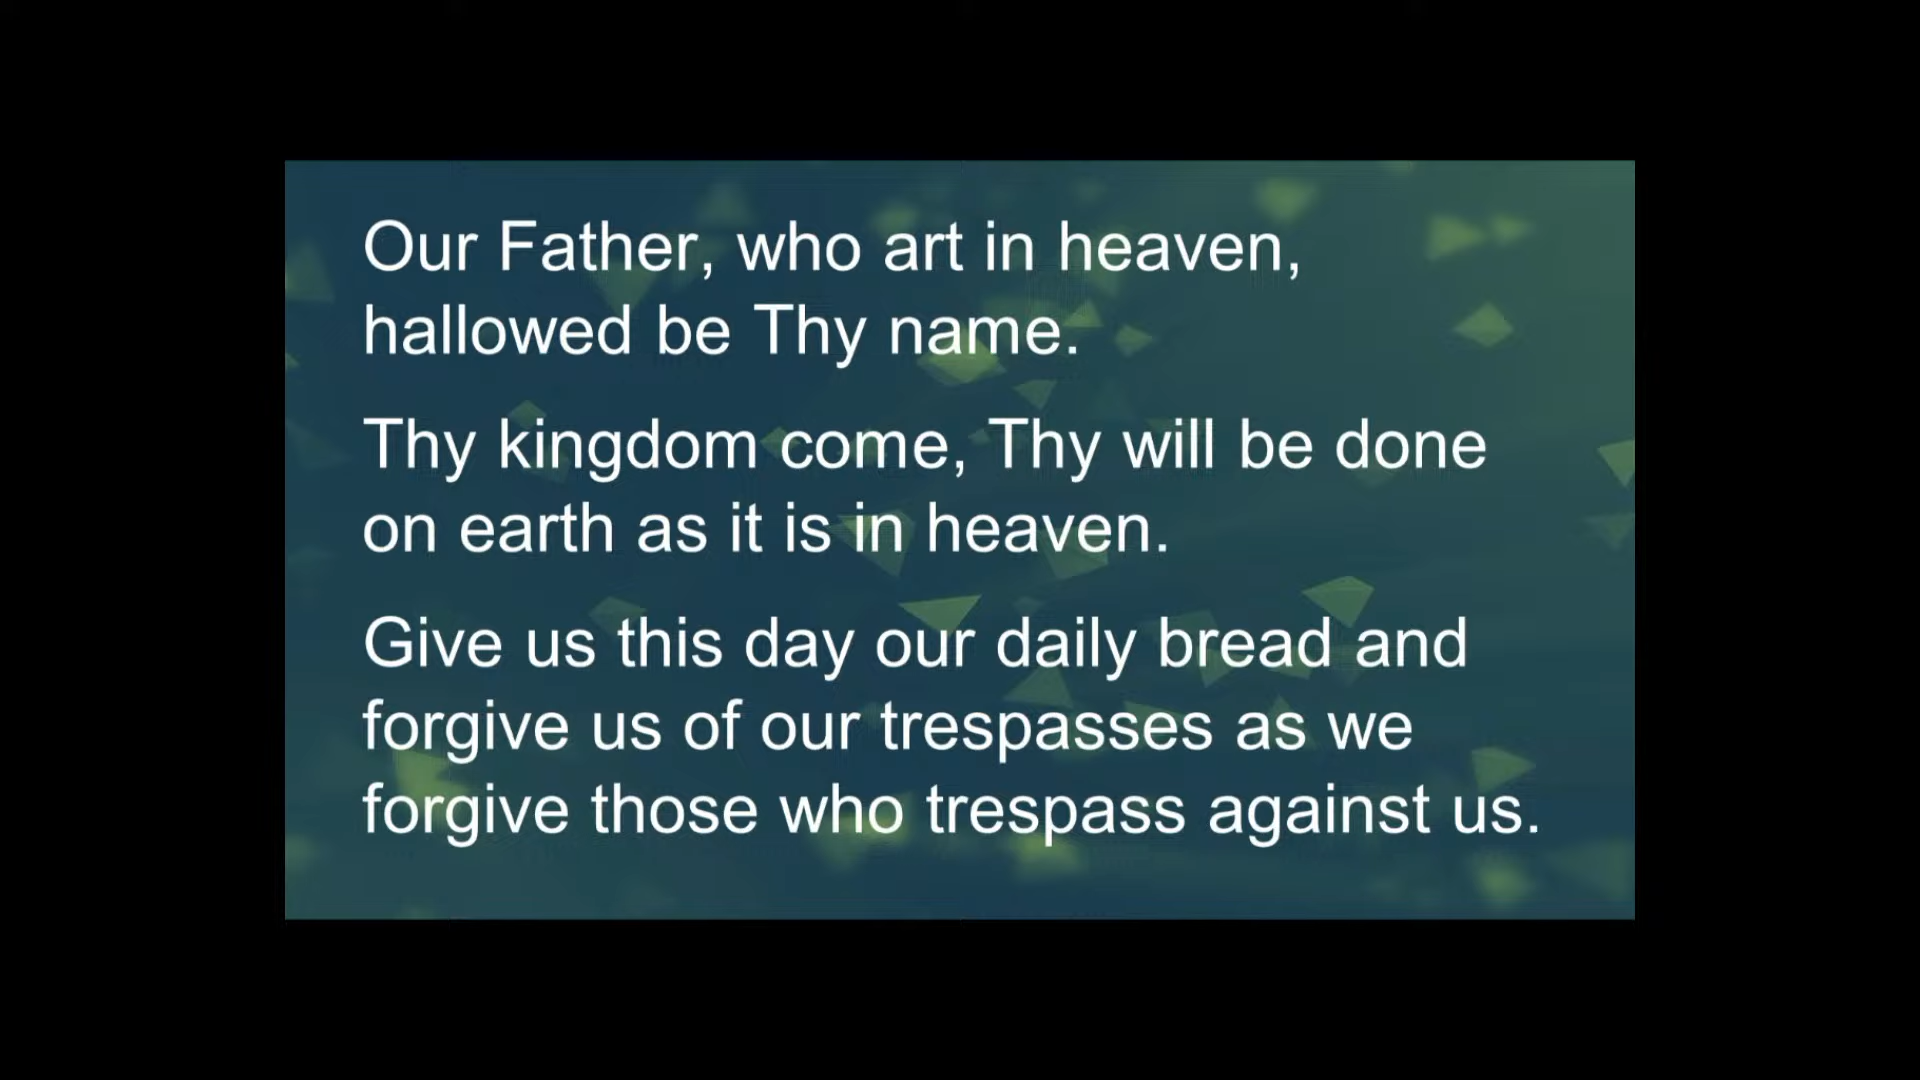 Our Father, who art in heaven,
hallowed be Thy name.
Thy kingdom come, Thy will be done
on earth as it is in heaven.
Give us this day our daily bread and
forgive us of our trespasses as we
forgive those who trespass against us.